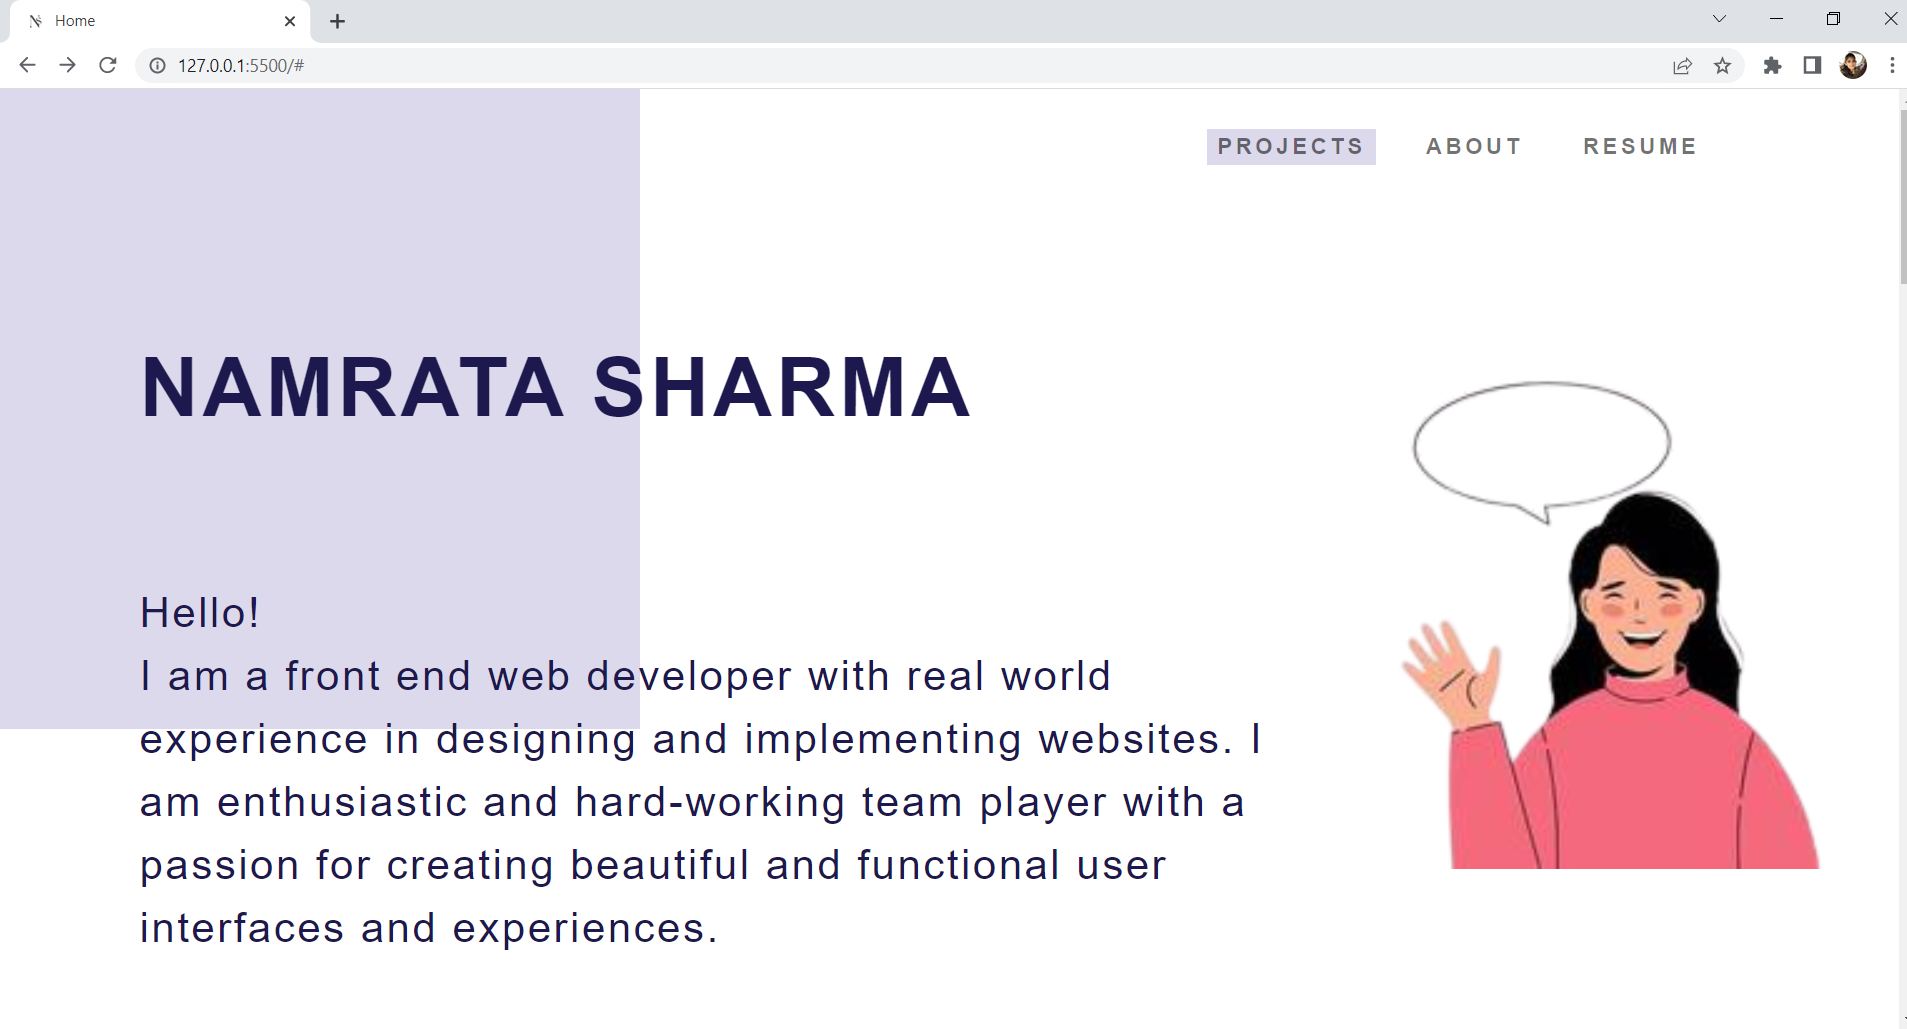 Home
127.0.0.1:5500/#
PROJECTS ABOUT RESUME
NAMRATA SHARMA
Hello!
I am a front end web developer with real world
experience in designing and implementing websites. I
am enthusiastic and hard-working team player with a
passion for creating beautiful and functional user
interfaces and experiences.